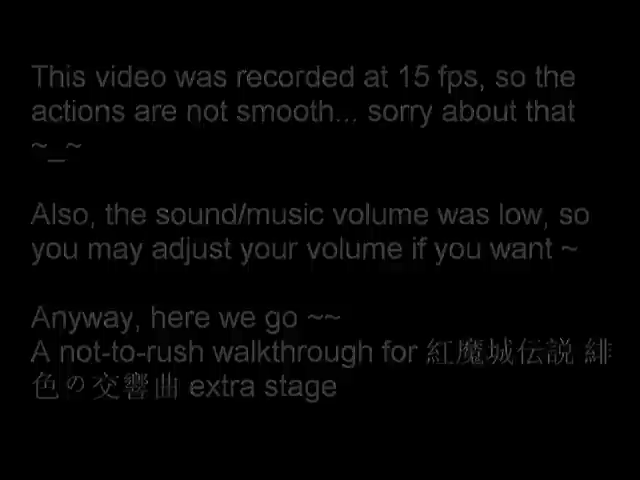 This video was recorded at 15 fps, so the
actions are not smooth... sorry about that
~_~
Also, the sound/music volume was low, so
you may adjust your volume if you want ~
Anyway, here we go ~~
A not-to-rush walkthrough for 紅魔城伝説 緋
色の交響曲 extra stage